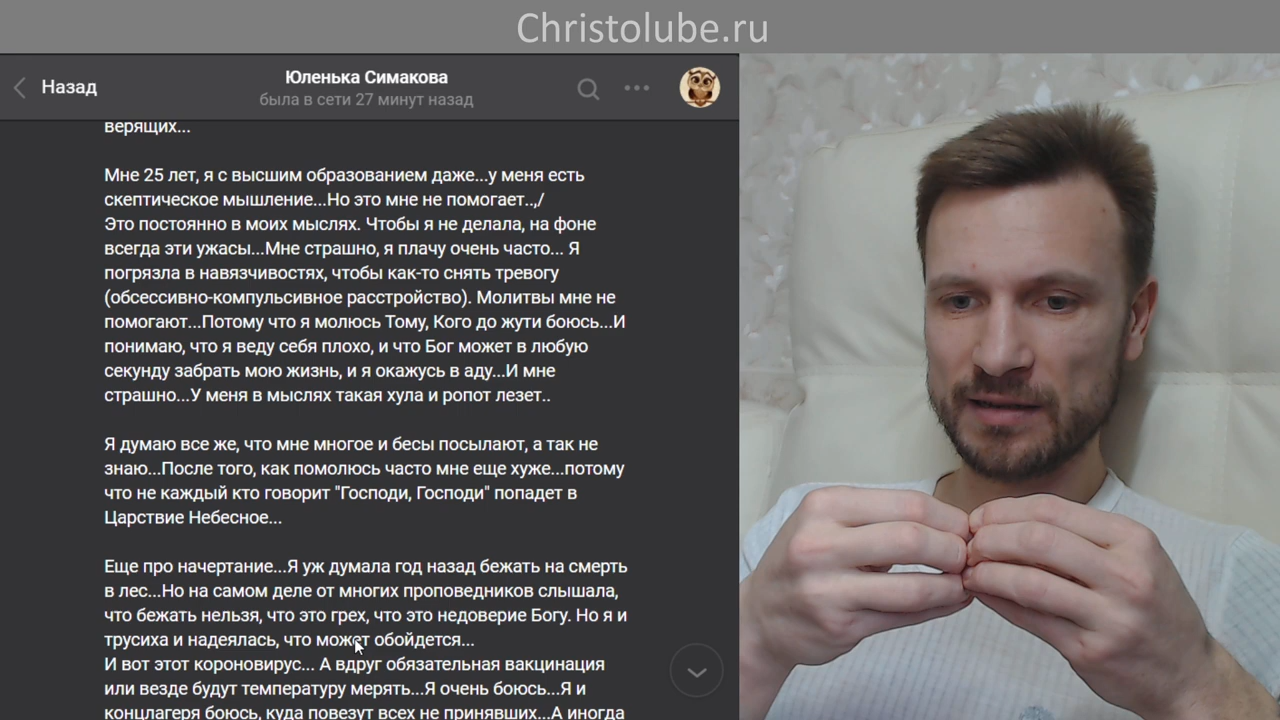 Christolube.ru
Назад
Юленька Симакова
была в сети 27 минут назад
верящих...
Мне 25 лет, я с высшим образованием даже...у меня есть
скептическое мышление...Но это мне не помогает..,/
Это постоянно в моих мыслях. Чтобы я не делала, на фоне
всегда эти ужасы...Мне страшно, я плачу очень часто... Я
погрязла в навязчивостях, чтобы как-то снять тревогу
(обсессивно-компульсивное расстройство). Молитвы мне не
помогают...Потому что я молюсь Тому, Кого до жути боюсь...И
понимаю, что я веду себя плохо, и что Бог может в любую
секунду забрать мою жизнь, и я окажусь в аду...И мне
страшно...У меня в мыслях такая хула и ропот лезет..
Я думаю все же, что мне многое и бесы посылают, а так не
знаю...После того, как помолюсь часто мне еще хуже...потому
что не каждый кто говорит "Господи, Господи" попадет в
Царствие Небесное...
Еще про начертание...Я уж думала год назад бежать на смерть
в лес...Но на самом деле от многих проповедников слышала,
что бежать нельзя, что это грех, что это недоверие Богу. Но я и
трусиха и надеялась, что может обойдется...
И вот этот короновирус... А вдруг обязательная вакцинация
или везде будут температуру мерять...Я очень боюсь...Я и
концлагеря боюсь, куда повезут всех не принявших...А иногда